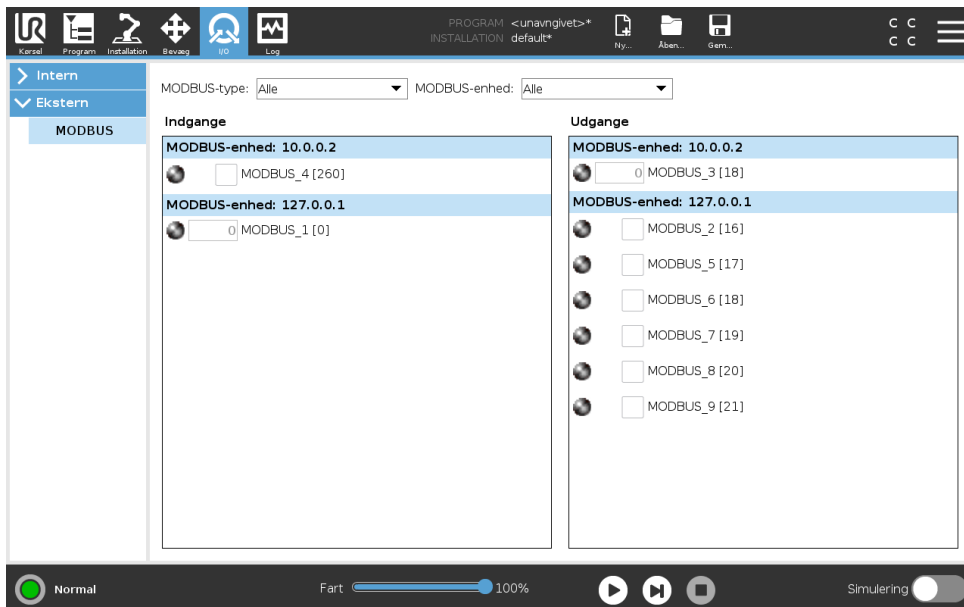 UR
PROGRAM <unavngivet>*
INSTALLATION default*
C C
C C
Kørsel Program Installation Bevæg I/O Log Ny... Åben... Gem...
Intern
Ekstern
MODBUS
MODBUS-type: Alle MODBUS-enhed: Alle
Indgange
MODBUS-enhed: 10.0.0.2
MODBUS_4 [260]
MODBUS-enhed: 127.0.0.1
0 MODBUS_1 [0]
Udgange
MODBUS-enhed: 10.0.0.2
0 MODBUS_3 [18]
MODBUS-enhed: 127.0.0.1
MODBUS_2 [16]
MODBUS_5 [17]
MODBUS_6 [18]
MODBUS_7 [19]
MODBUS_8 [20]
MODBUS_9 [21]
Normal Fart 100% Simulering